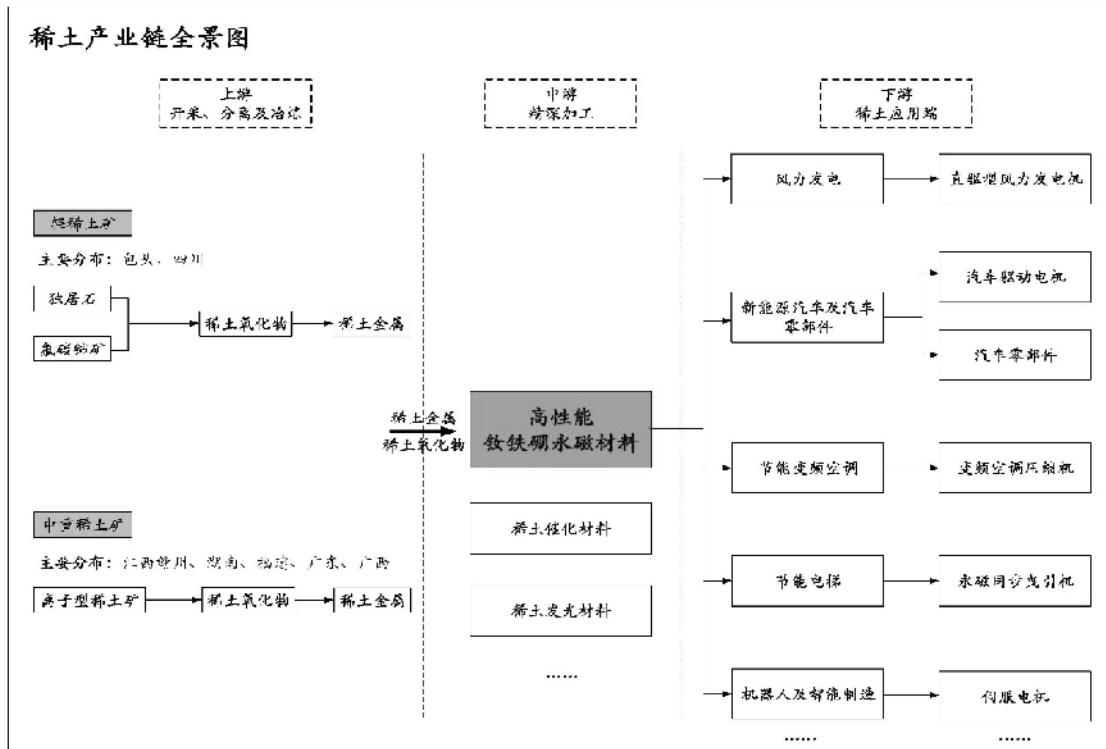 稀土产业链全景图
上游
开采、分离及冶炼
中游
精深加工
下游
稀土应用端
轻稀土矿
主要分布：包头、四川
独居石
氟碳铈矿
稀土氧化物
稀土金属
中重稀土矿
主要分布：江西赣州、湖南、福建、广东、广西
离子型稀土矿
稀土氧化物
稀土金属
稀土金属
稀土氧化物
高性能
钕铁硼永磁材料
稀土催化材料
稀土发光材料
……
风力发电
直驱型风力发电机
新能源汽车及汽车
零部件
汽车驱动电机
汽车零部件
节能变频空调
变频空调压缩机
节能电梯
永磁同步曳引机
机器人及智能制造
伺服电机
……
……